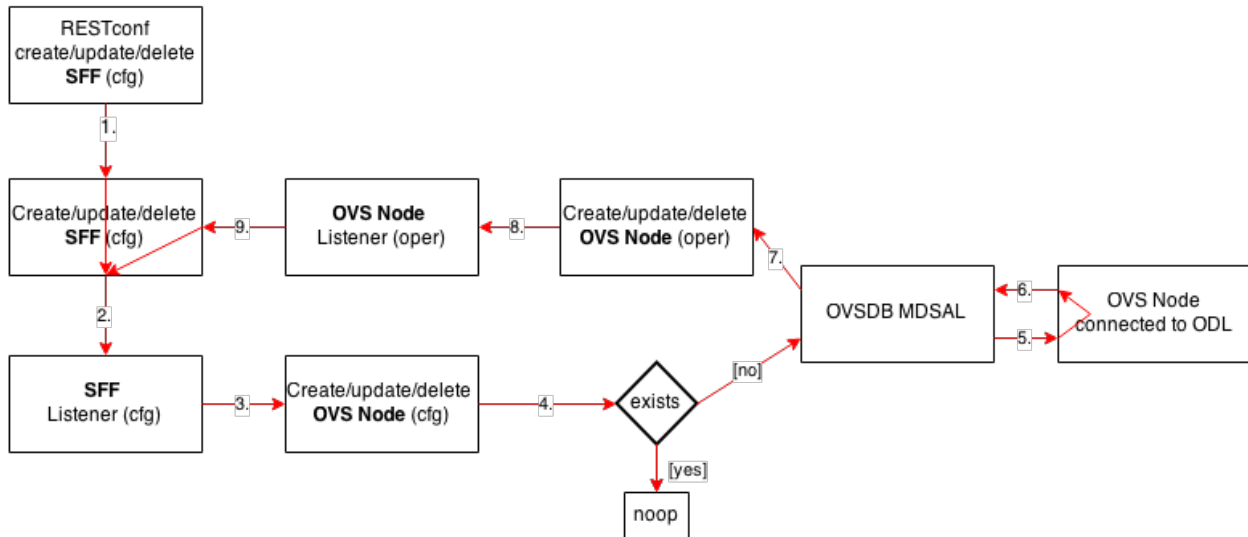 RESTconf
create/update/delete
SFF (cfg)
1.
Create/update/delete
SFF (cfg)
9.
OVS Node
Listener (oper)
8.
Create/update/delete
OVS Node (oper)
7.
OVSDB MDSAL
6.
5.
OVS Node
connected to ODL
2.
SFF
Listener (cfg)
3.
Create/update/delete
OVS Node (cfg)
4.
exists
[no]
[yes]
noop